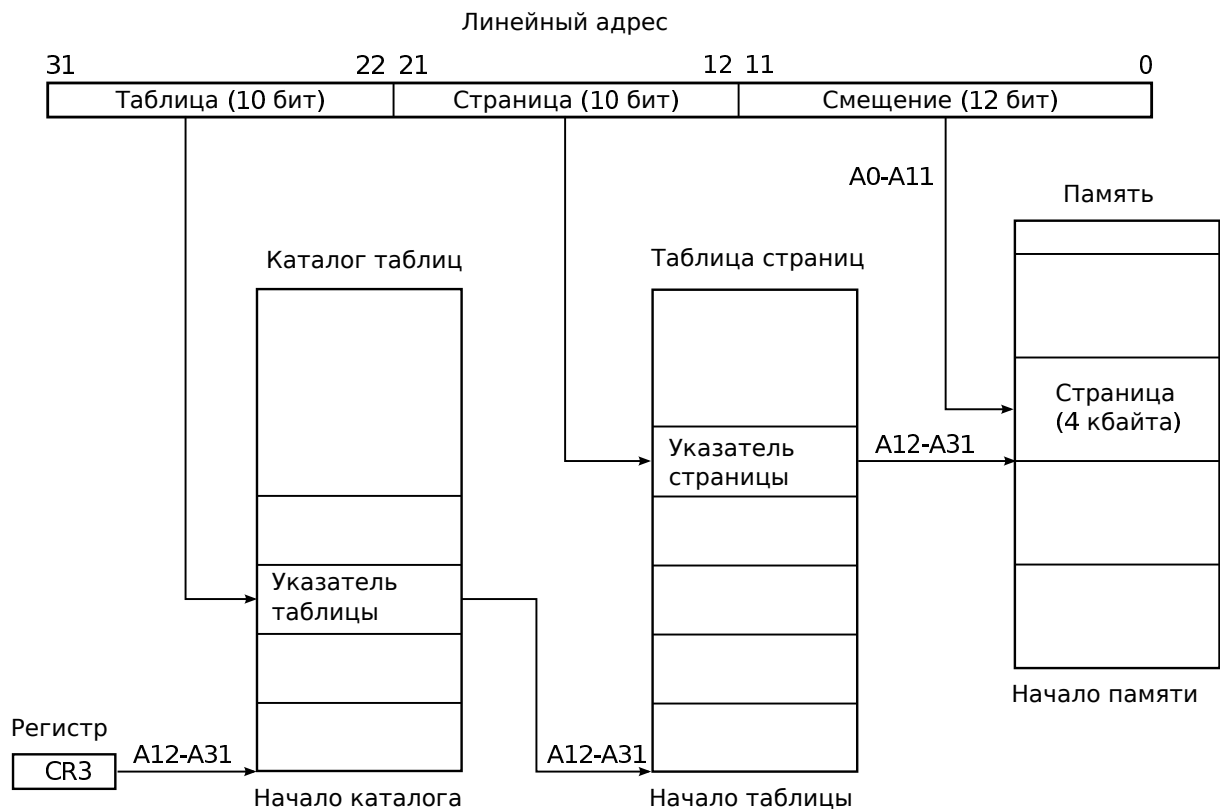 Линейный адрес
31 22 21 12 11 0
Таблица (10 бит) Страница (10 бит) Смещение (12 бит)
A0-A11
Память
Каталог таблиц
Таблица страниц
Страница
(4 кбайта)
Указатель
страницы
A12-A31
Указатель
таблицы
Начало памяти
Регистр
CR3
A12-A31
A12-A31
Начало каталога
Начало таблицы